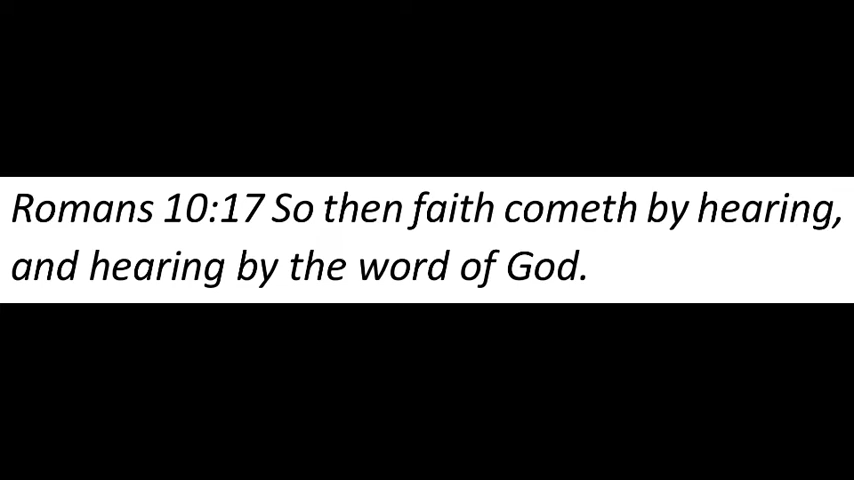 Romans 10:17 So then faith cometh by hearing,
and hearing by the word of God.